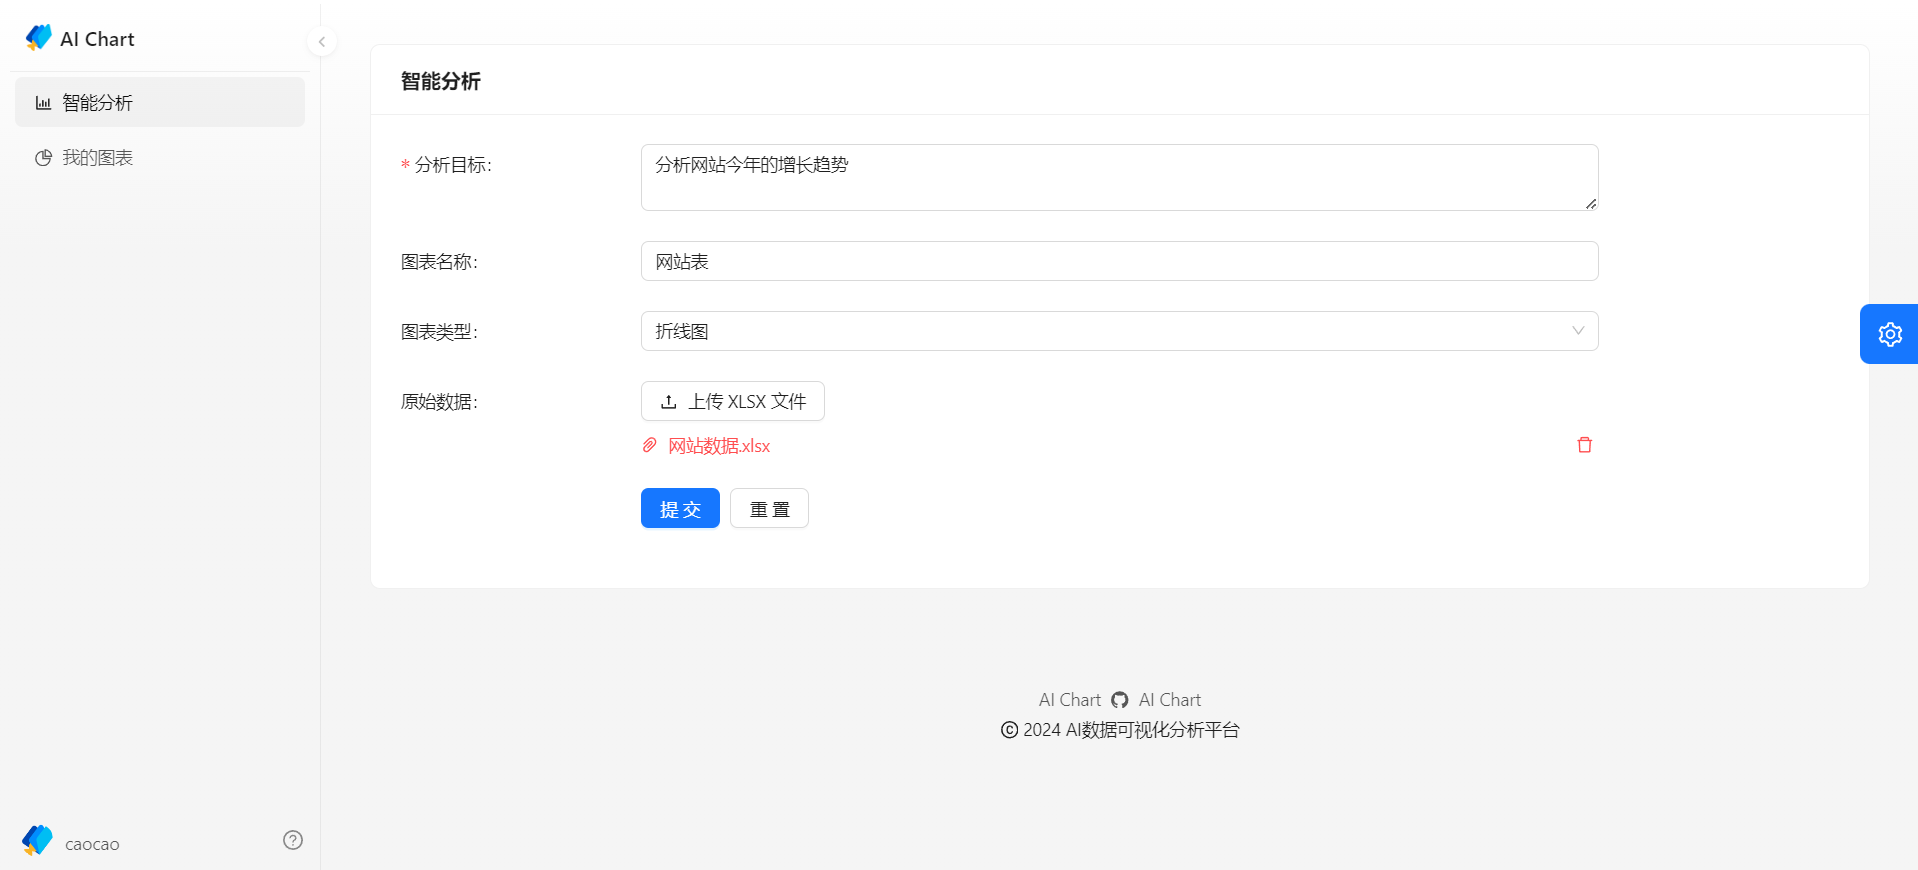 AI Chart
智能分析
我的图表
智能分析
* 分析目标:
分析网站今年的增长趋势
图表名称:
网站表
图表类型:
折线图
原始数据:
上传 XLSX 文件
网站数据.xlsx
提 交
重 置
AI Chart AI Chart
© 2024 AI数据可视化分析平台
caocao